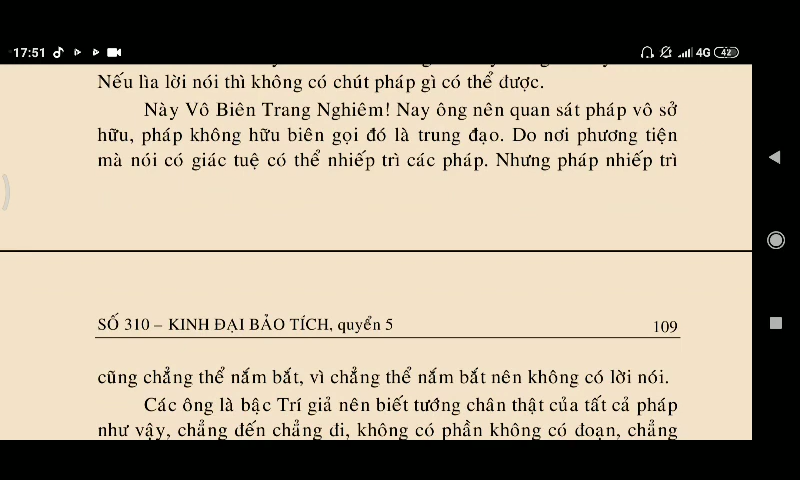 17:51
4G 42
Nếu lìa lời nói thì không có chút pháp gì có thể được.
Này Vô Biên Trang Nghiêm! Nay ông nên quan sát pháp vô sở
hữu, pháp không hữu biên gọi đó là trung đạo. Do nơi phương tiện
mà nói có giác tuệ có thể nhiếp trì các pháp. Nhưng pháp nhiếp trì
SỐ 310 – KINH ĐẠI BẢO TÍCH, quyển 5 109
cũng chẳng thể nắm bắt, vì chẳng thể nắm bắt nên không có lời nói.
Các ông là bậc Trí giả nên biết tướng chân thật của tất cả pháp
như vậy, chẳng đến chẳng đi, không có phần không có đoạn, chẳng